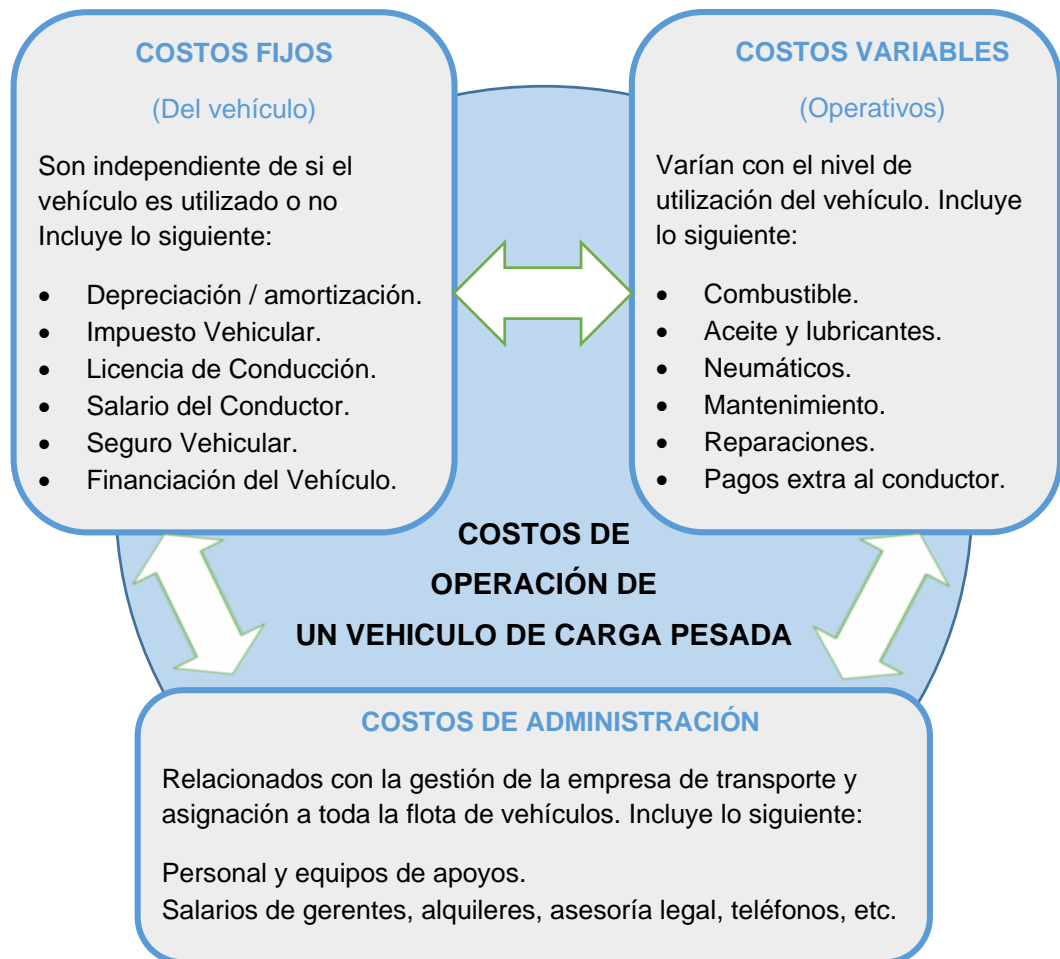 COSTOS FIJOS
(Del vehículo)
Son independiente de si el
vehículo es utilizado o no.
Incluye lo siguiente:
• Depreciación / amortización.
• Impuesto Vehicular.
• Licencia de Conducción.
• Salario del Conductor.
• Seguro Vehicular.
• Financiación del Vehículo.
COSTOS VARIABLES
(Operativos)
Varían con el nivel de
utilización del vehículo. Incluye
lo siguiente:
• Combustible.
• Aceite y lubricantes.
• Neumáticos.
• Mantenimiento.
• Reparaciones.
• Pagos extra al conductor.
COSTOS DE
OPERACIÓN DE
UN VEHICULO DE CARGA PESADA
COSTOS DE ADMINISTRACIÓN
Relacionados con la gestión de la empresa de transporte y
asignación a toda la flota de vehículos. Incluye lo siguiente:
Personal y equipos de apoyos.
Salarios de gerentes, alquileres, asesoría legal, teléfonos, etc.